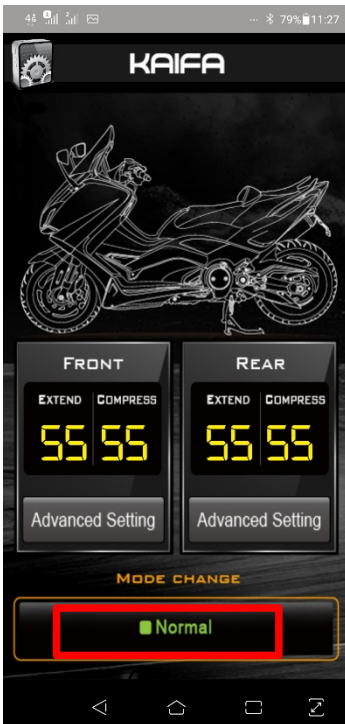 4G 79% 11:27
KAIFA
FRONT REAR
EXTEND COMPRESS EXTEND COMPRESS
55 55 55 55
Advanced Setting Advanced Setting
MODE CHANGE
Normal